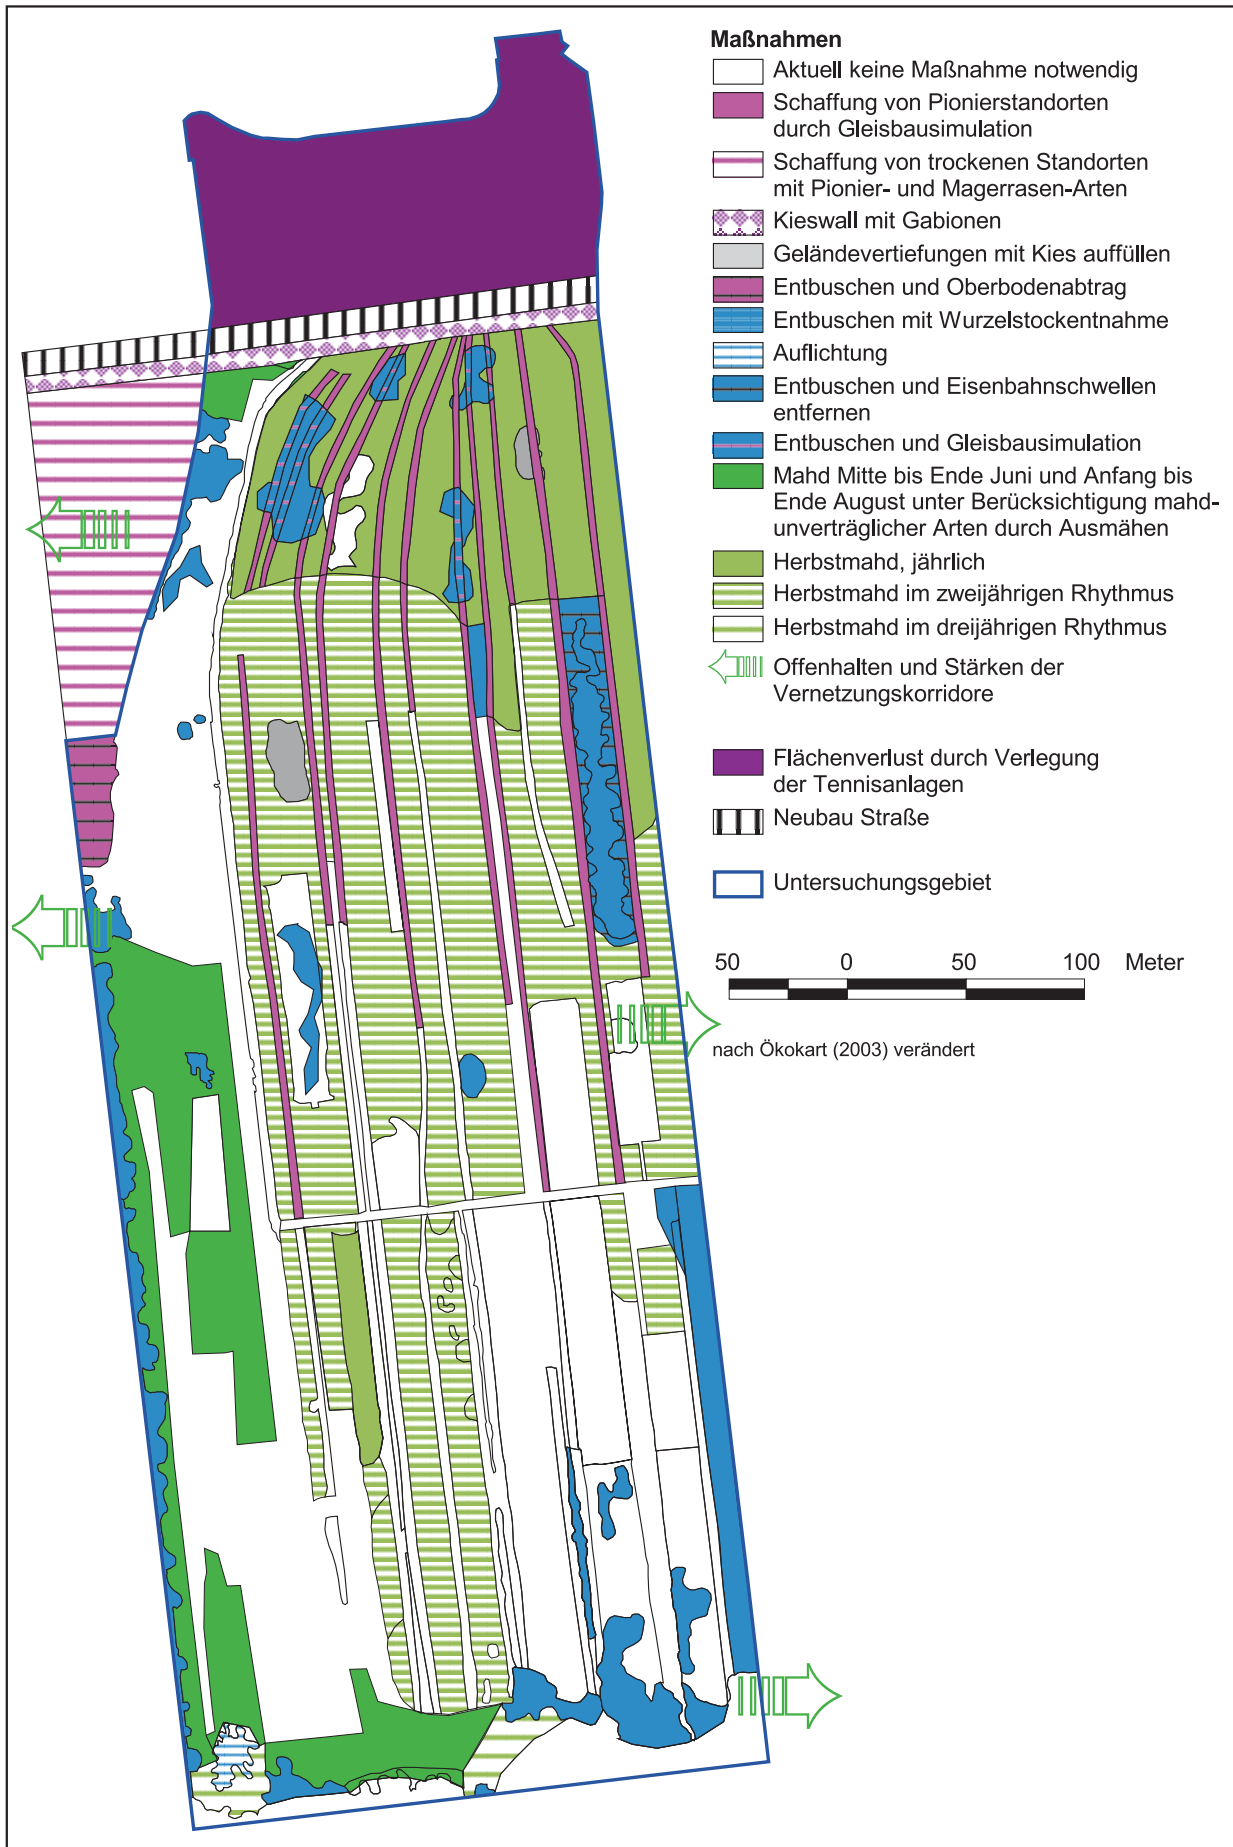 Maßnahmen
Aktuell keine Maßnahme notwendig
Schaffung von Pionierstandorten
durch Gleisbausimulation
Schaffung von trockenen Standorten
mit Pionier- und Magerrasen-Arten
Kieswall mit Gabionen
Geländevertiefungen mit Kies auffüllen
Entbuschen und Oberbodenabtrag
Entbuschen mit Wurzelstockentnahme
Auflichtung
Entbuschen und Eisenbahnschwellen
entfernen
Entbuschen und Gleisbausimulation
Mahd Mitte bis Ende Juni und Anfang bis
Ende August unter Berücksichtigung mahd-
unverträglicher Arten durch Ausmähen
Herbstmahd, jährlich
Herbstmahd im zweijährigen Rhythmus
Herbstmahd im dreijährigen Rhythmus
Offenhalten und Stärken der
Vernetzungskorridore
Flächenverlust durch Verlegung
der Tennisanlagen
Neubau Straße
Untersuchungsgebiet
50 0 50 100 Meter
nach Ökokart (2003) verändert